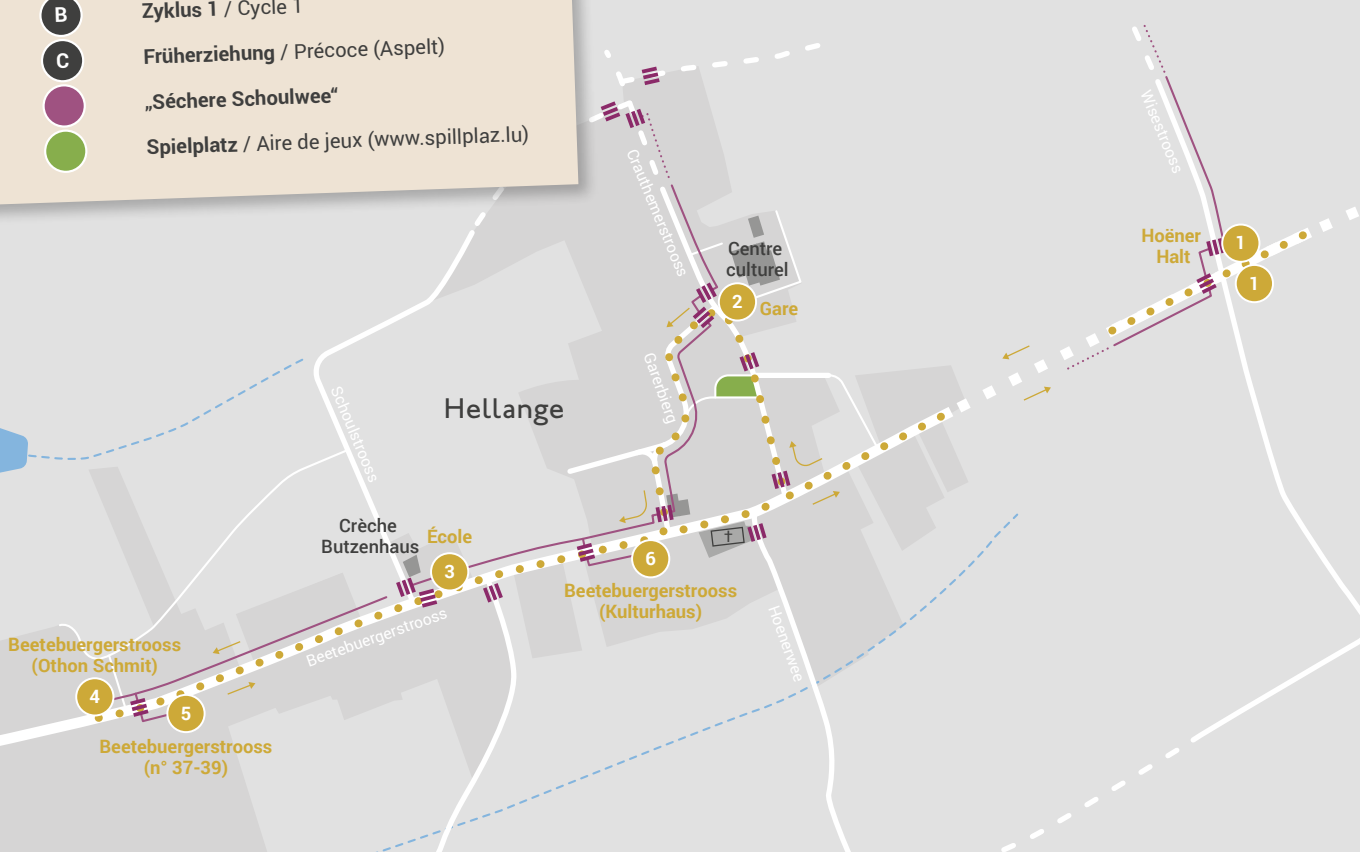 B
Zyklus 1 / Cycle 1
C
Früherziehung / Précoce (Aspelt)
„Séchere Schoulwee“
Spielplatz / Aire de jeux (www.spillplaz.lu)
Crauthemerstrooss
Wisestrooss
Centre
culturel
Hoëner
Halt
1
1
2
Gare
Garerbierg
Hellange
Schoulstrooss
Crèche
Butzenhaus
École
3
6
Beetebuergerstrooss
(Kulturhaus)
Hoenerwee
Beetebuergerstrooss
Beetebuergerstrooss
(Othon Schmit)
4
5
Beetebuergerstrooss
(n° 37-39)